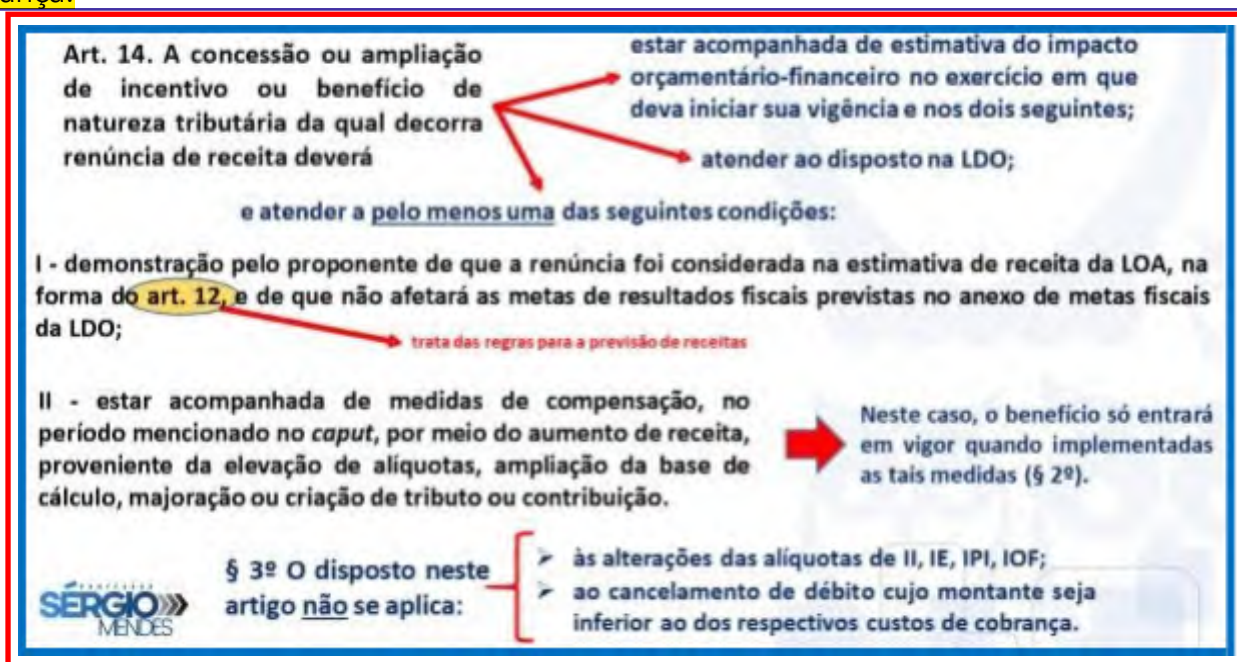 ança.
Art. 14. A concessão ou ampliação
de incentivo ou benefício de
natureza tributária da qual decorra
renúncia de receita deverá
estar acompanhada de estimativa do impacto
orçamentário-financeiro no exercício em que
deva iniciar sua vigência e nos dois seguintes;
atender ao disposto na LDO;
e atender a pelo menos uma das seguintes condições:
I - demonstração pelo proponente de que a renúncia foi considerada na estimativa de receita da LOA, na
forma do art. 12, e de que não afetará as metas de resultados fiscais previstas no anexo de metas fiscais
da LDO;
trata das regras para a previsão de receitas
II - estar acompanhada de medidas de compensação, no
período mencionado no caput, por meio do aumento de receita,
proveniente da elevação de alíquotas, ampliação da base de
cálculo, majoração ou criação de tributo ou contribuição.
Neste caso, o benefício só entrará
em vigor quando implementadas
as tais medidas (§ 2º).
§ 3º O disposto neste
artigo não se aplica:
➢ às alterações das alíquotas de II, IE, IPI, IOF;
➢ ao cancelamento de débito cujo montante seja
inferior ao dos respectivos custos de cobrança.
SÉRGIO
MENDES